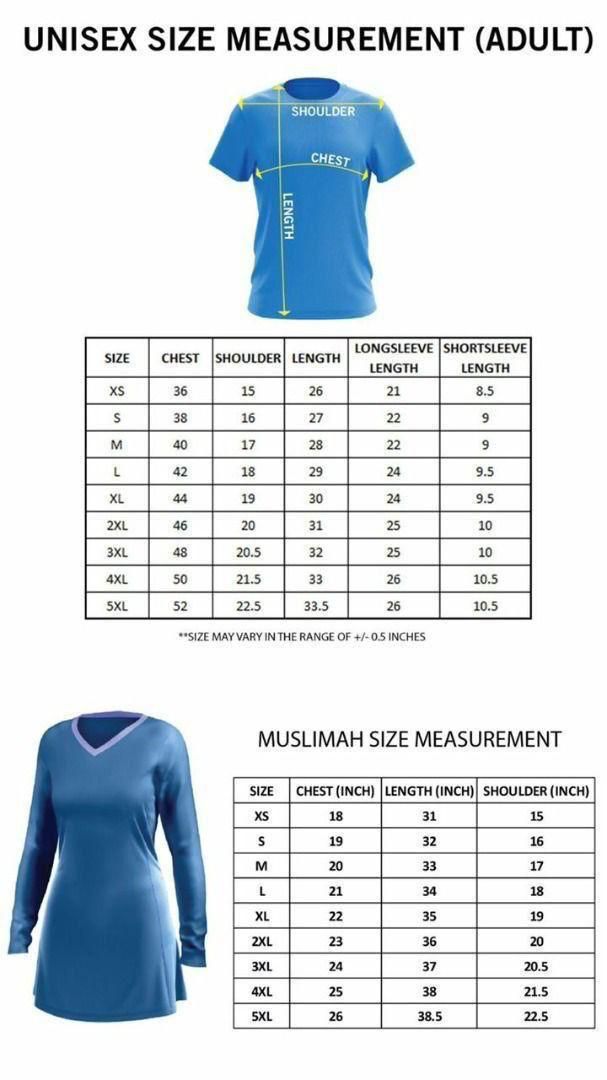 UNISEX SIZE MEASUREMENT (ADULT)
SHOULDER
CHEST
LENGTH
SIZE CHEST SHOULDER LENGTH LONGSLEEVE LENGTH SHORTSLEEVE LENGTH
XS 36 15 26 21 8.5
S 38 16 27 22 9
M 40 17 28 22 9
L 42 18 29 24 9.5
XL 44 19 30 24 9.5
2XL 46 20 31 25 10
3XL 48 20.5 32 25 10
4XL 50 21.5 33 26 10.5
5XL 52 22.5 33.5 26 10.5
**SIZE MAY VARY IN THE RANGE OF +/- 0.5 INCHES
MUSLIMAH SIZE MEASUREMENT
SIZE CHEST (INCH) LENGTH (INCH) SHOULDER (INCH)
XS 18 31 15
S 19 32 16
M 20 33 17
L 21 34 18
XL 22 35 19
2XL 23 36 20
3XL 24 37 20.5
4XL 25 38 21.5
5XL 26 38.5 22.5